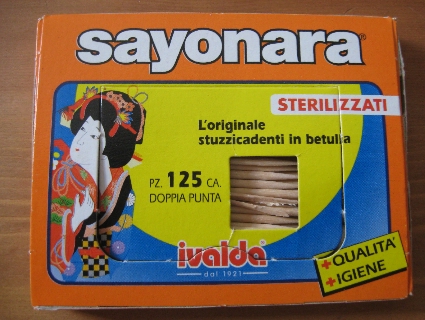 sayonara®
STERILIZZATI
L'originale
stuzzicadenti in betulla
PZ. 125 CA.
DOPPIA PUNTA
ivalda®
dal 1921
+QUALITA'
+IGIENE